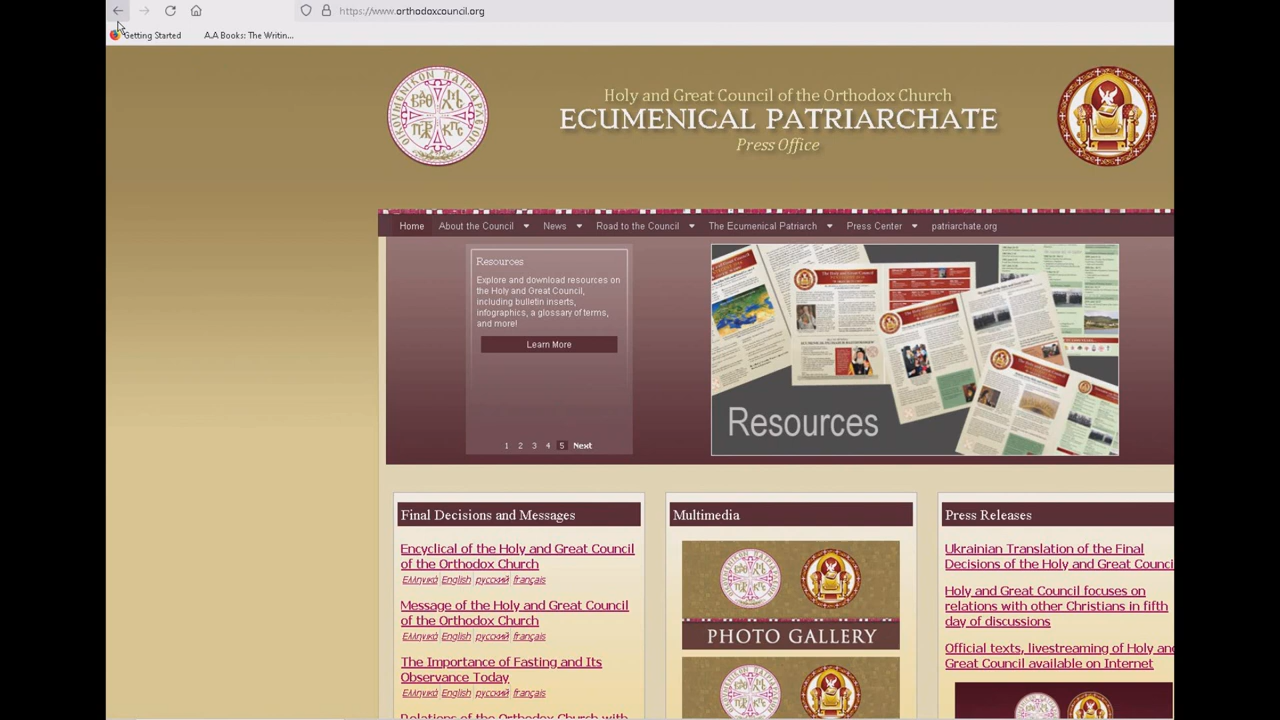 https://www.orthodoxcouncil.org
Getting Started
A.A Books: The Writin...
Holy and Great Council of the Orthodox Church
ECUMENICAL PATRIARCHATE
Press Office
Home
About the Council
News
Road to the Council
The Ecumenical Patriarch
Press Center
patriarchate.org
Resources
Explore and download resources on
the Holy and Great Council,
including bulletin inserts,
infographics, a glossary of terms,
and more!
Learn More
1 2 3 4 5 Next
Resources
Final Decisions and Messages
Encyclical of the Holy and Great Council
of the Orthodox Church
Ελληνικά English русский français
Message of the Holy and Great Council
of the Orthodox Church
Ελληνικά English русский français
The Importance of Fasting and Its
Observance Today
Ελληνικά English русский français
Relations of the Orthodox Church with
Multimedia
PHOTO GALLERY
Press Releases
Ukrainian Translation of the Final
Decisions of the Holy and Great Counci
Holy and Great Council focuses on
relations with other Christians in fifth
day of discussions
Official texts, livestreaming of Holy and
Great Council available on Internet